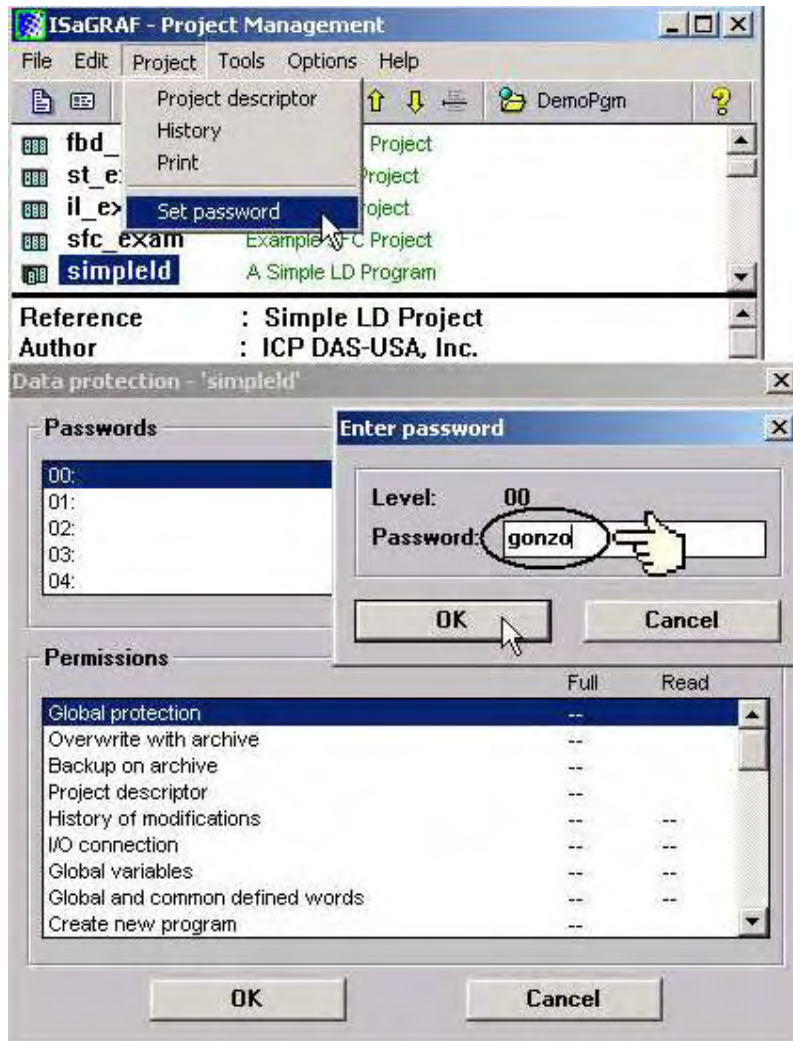 ISaGRAF - Project Management
File Edit Project Tools Options Help
Project descriptor
History
Print
Set password
DemoPgm
fbd_ Project
st_e Project
il_ex oject
sfc_exam Example SFC Project
simpleld A Simple LD Program
Reference : Simple LD Project
Author : ICP DAS-USA, Inc.
Data protection - 'simpleld'
Passwords
00:
01:
02:
03:
04:
Enter password
Level: 00
Password: gonzo
OK Cancel
Permissions
Full Read
Global protection --
Overwrite with archive --
Backup on archive --
Project descriptor --
History of modifications -- --
I/O connection -- --
Global variables -- --
Global and common defined words -- --
Create new program --
OK Cancel